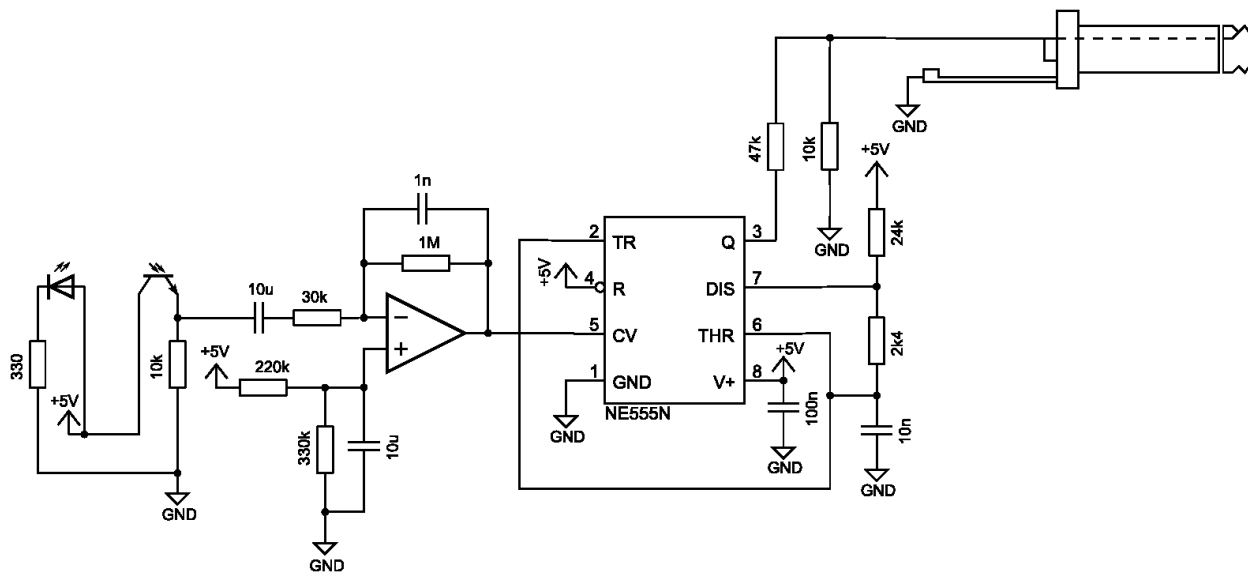 1n
1M
10u
30k
+5V
220k
330
10k
+5V
330k
10u
GND
GND
47k
10k
GND
GND
+5V
24k
2k4
10n
GND
2 TR Q 3
+5V
4 R DIS 7
5 CV THR 6
1 GND V+ 8
NE555N
GND
+5V
100n
GND